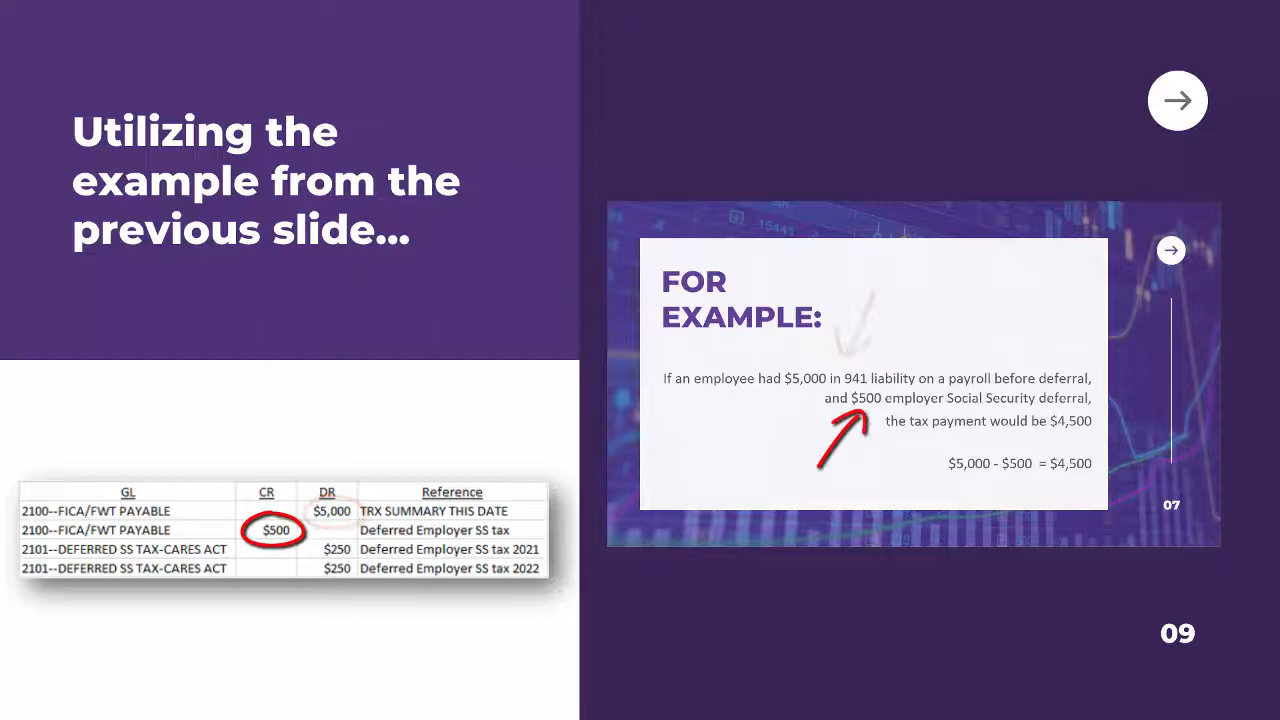 Utilizing the
example from the
previous slide...
GL CR DR Reference
2100--FICA/FWT PAYABLE $5,000 TRX SUMMARY THIS DATE
2100--FICA/FWT PAYABLE $500 Deferred Employer SS tax
2101--DEFERRED SS TAX-CARES ACT $250 Deferred Employer SS tax 2021
2101--DEFERRED SS TAX-CARES ACT $250 Deferred Employer SS tax 2022
FOR
EXAMPLE:
If an employee had $5,000 in 941 liability on a payroll before deferral,
and $500 employer Social Security deferral,
the tax payment would be $4,500
$5,000 - $500 = $4,500
07
09